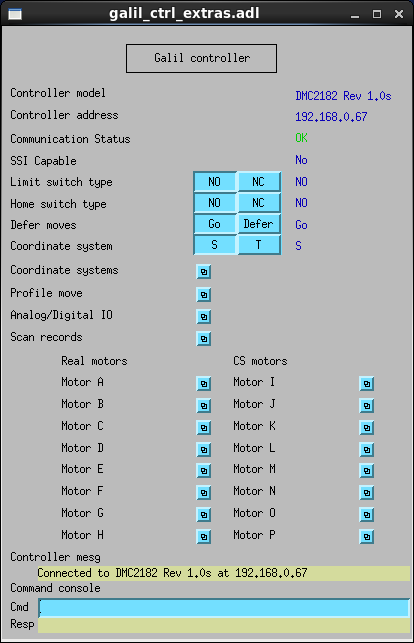 galil_ctrl_extras.adl
Galil controller
Controller model DMC2182 Rev 1.0s
Controller address 192.168.0.67
Communication Status OK
SSI Capable No
Limit switch type NO NC NO
Home switch type NO NC NO
Defer moves Go Defer Go
Coordinate system S T S
Coordinate systems
Profile move
Analog/Digital IO
Scan records
Real motors CS motors
Motor A Motor I
Motor B Motor J
Motor C Motor K
Motor D Motor L
Motor E Motor M
Motor F Motor N
Motor G Motor O
Motor H Motor P
Controller mesg
Connected to DMC2182 Rev 1.0s at 192.168.0.67
Command console
Cmd
Resp